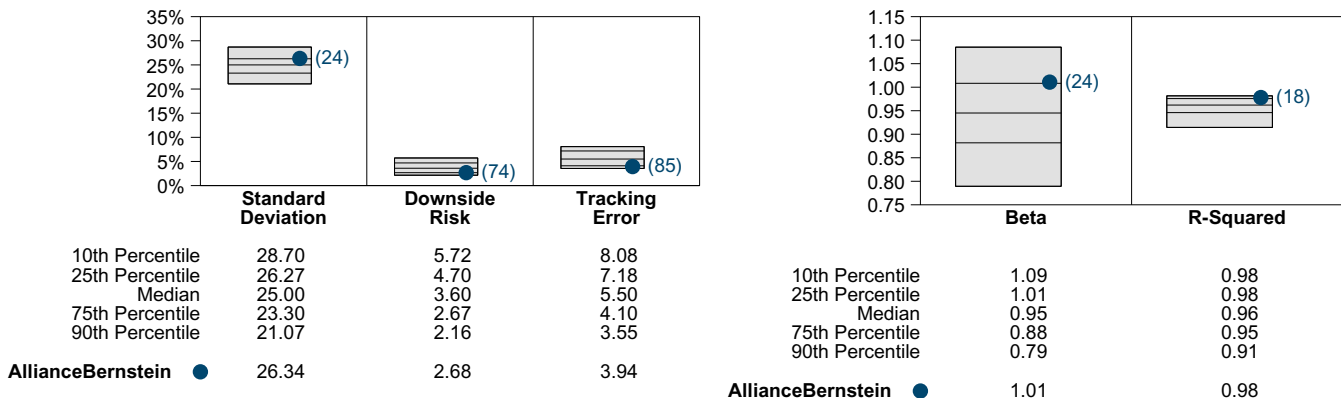 35%
30%
25%
20%
15%
10%
5%
0%
(24)
(74)
(85)
Standard Deviation
Downside Risk
Tracking Error
10th Percentile 28.70 5.72 8.08
25th Percentile 26.27 4.70 7.18
Median 25.00 3.60 5.50
75th Percentile 23.30 2.67 4.10
90th Percentile 21.07 2.16 3.55
AllianceBernstein 26.34 2.68 3.94
1.15
1.10
1.05
1.00
0.95
0.90
0.85
0.80
0.75
(24)
(18)
Beta R-Squared
10th Percentile 1.09 0.98
25th Percentile 1.01 0.98
Median 0.95 0.96
75th Percentile 0.88 0.95
90th Percentile 0.79 0.91
AllianceBernstein 1.01 0.98